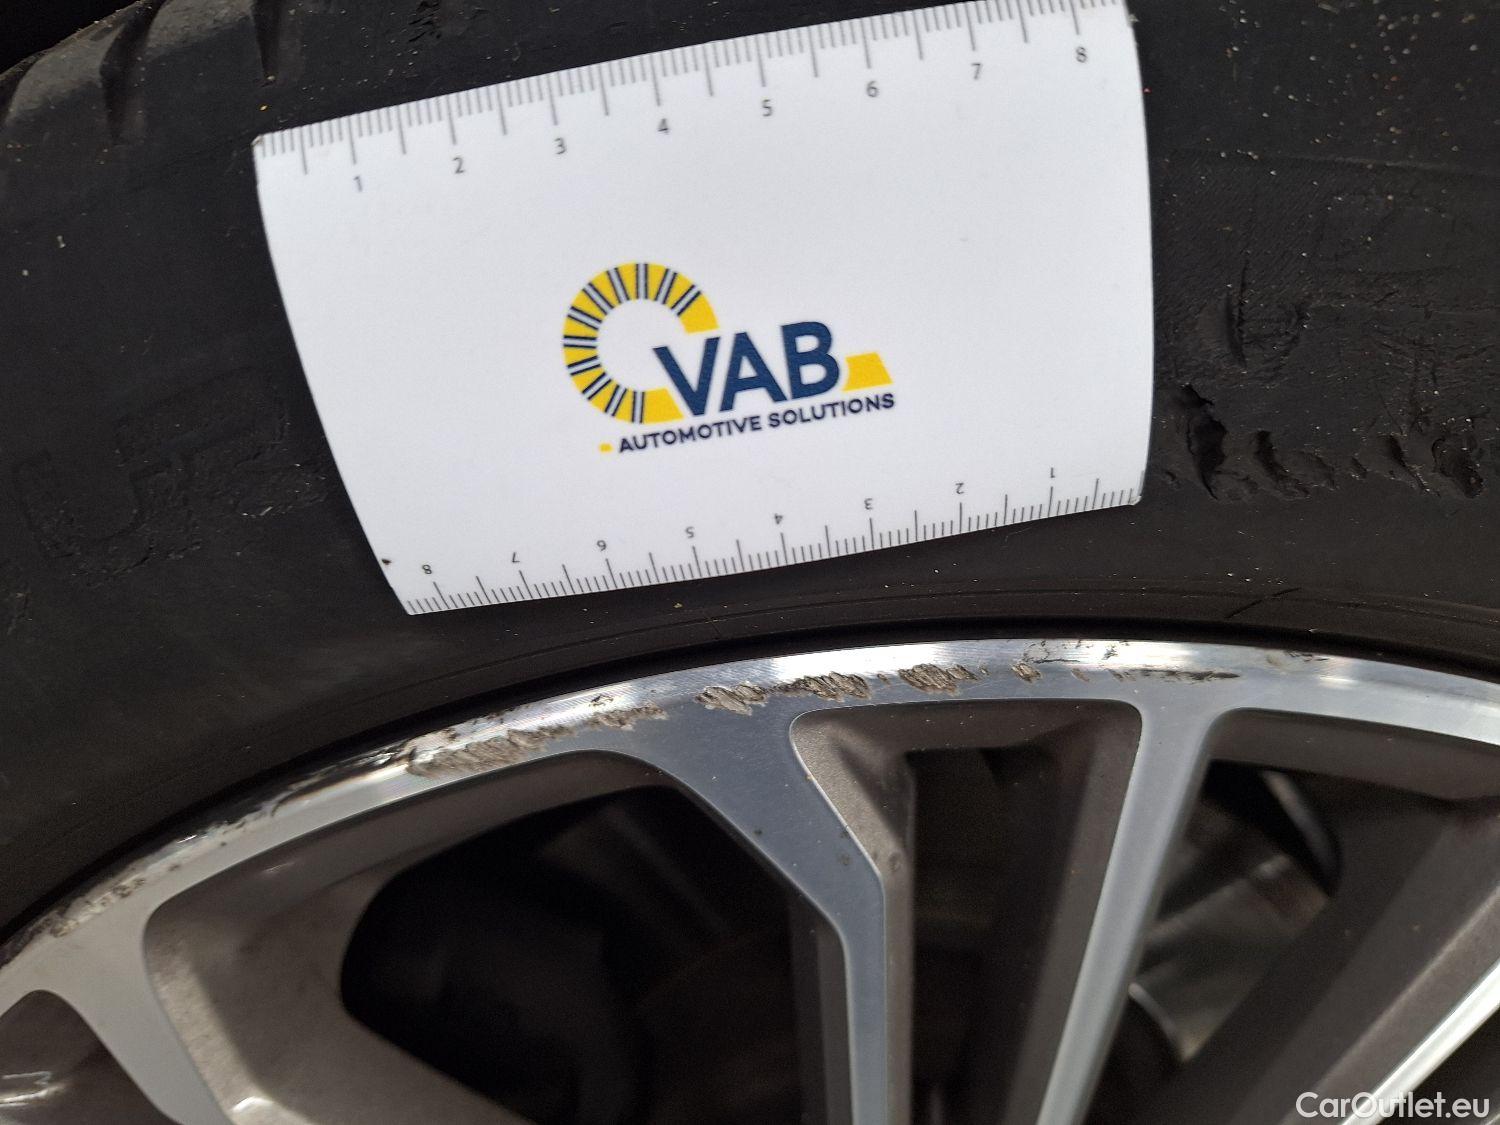 1 2 3 4 5 6 7 8
VAB
AUTOMOTIVE SOLUTIONS
8 7 6 5 4 3 2 1
CarOutlet.eu